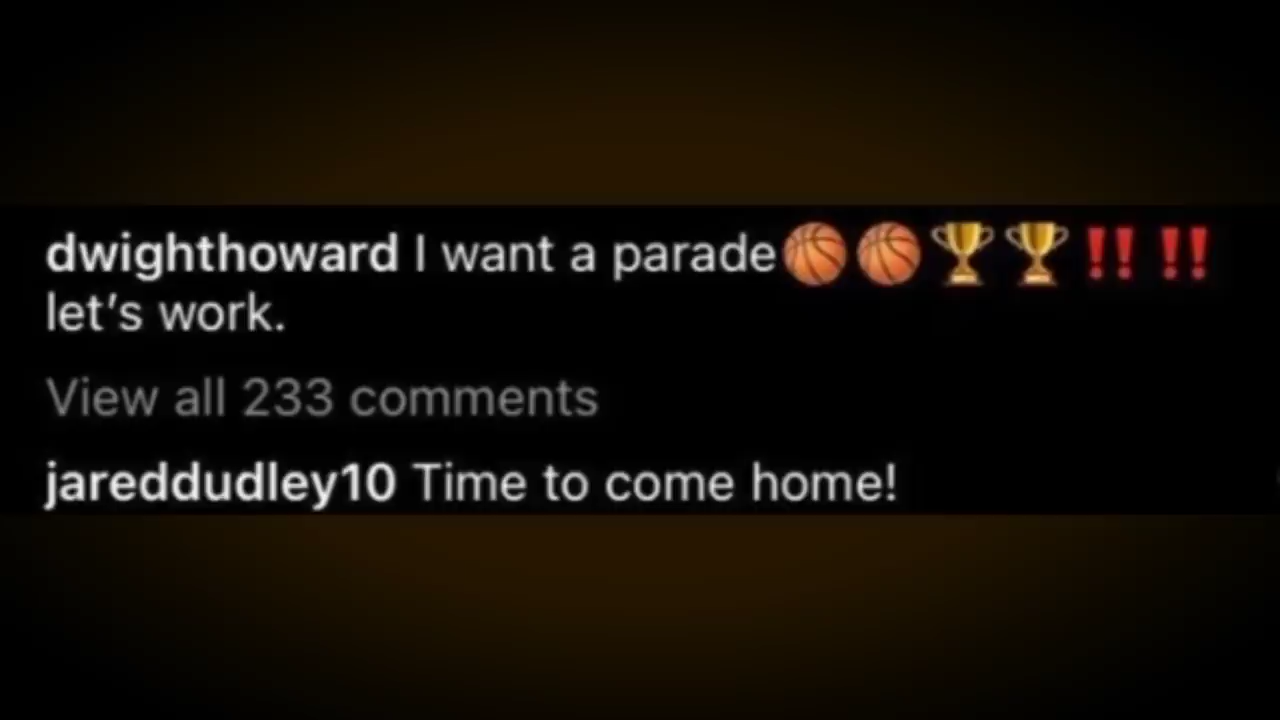 dwighthoward I want a parade🏀🏀🏆🏆‼️‼️
let’s work.
View all 233 comments
jareddudley10 Time to come home!